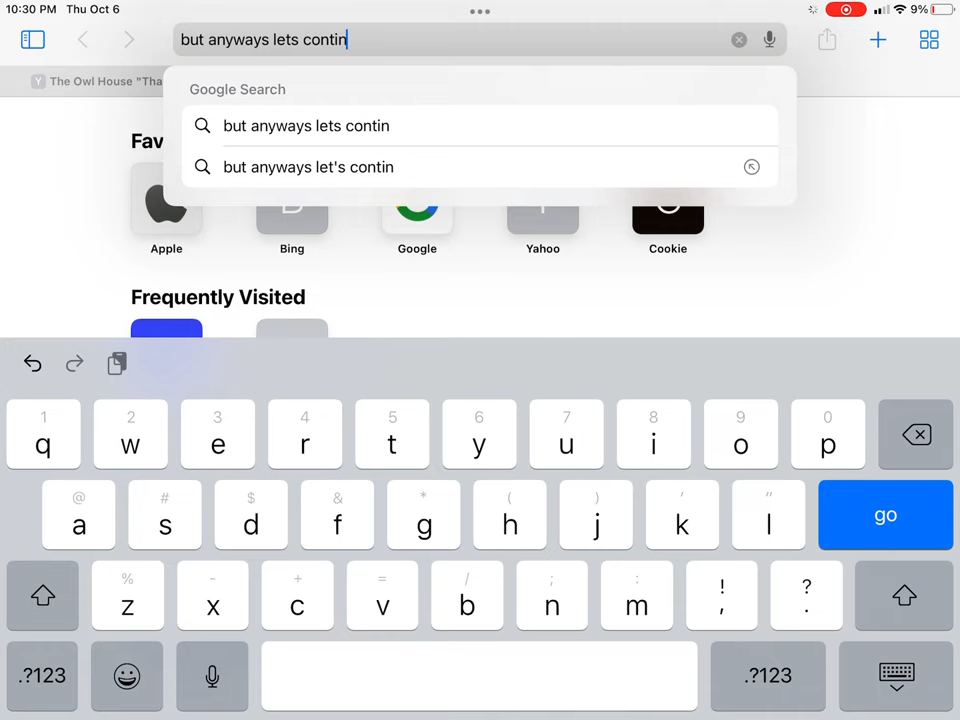 10:30 PM Thu Oct 6
9%
but anyways lets contin
Y The Owl House "Tha
Google Search
but anyways lets contin
but anyways let's contin
Fav
Apple
Bing
Google
Yahoo
Cookie
Frequently Visited
1 2 3 4 5 6 7 8 9 0
q w e r t y u i o p
@ # $ & * ( ) ' "
a s d f g h j k l go
% - + = / ; : ! ?
z x c v b n m , .
.?123 .?123